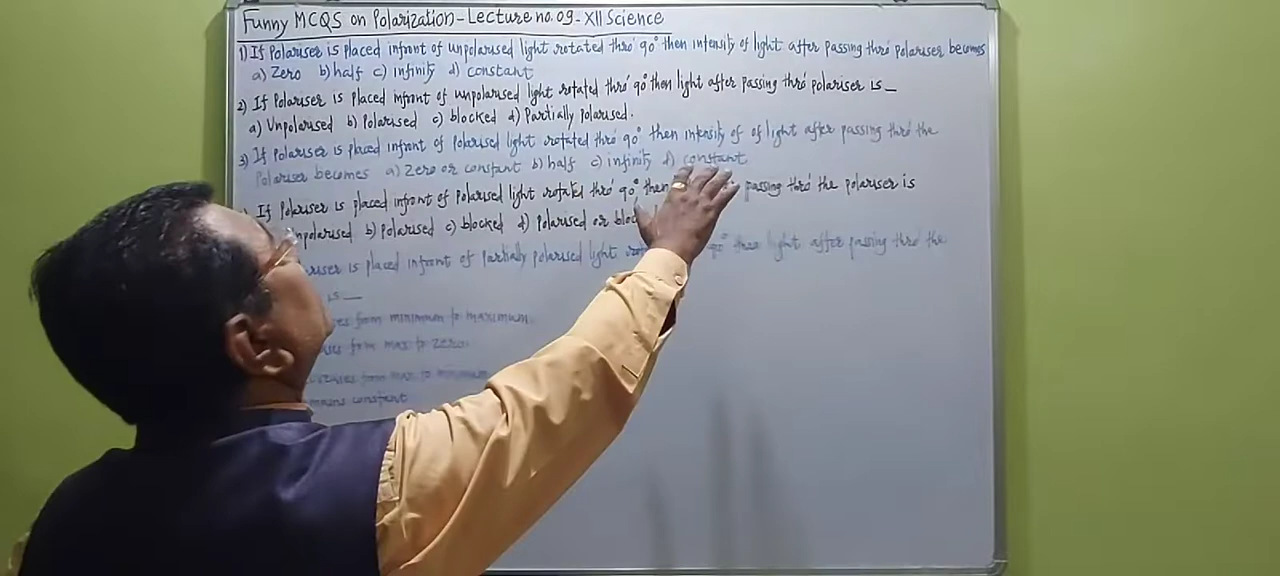 Funny MCQS on Polarization - Lecture no. 09 - XII Science
1) If Polariser is placed infront of unpolarised light rotated thro' 90° then intensity of light after passing thro' polariser becomes
a) Zero b) half c) infinity d) constant
2) If Polariser is placed infront of unpolarised light rotated thro' 90° then light after passing thro' polariser is _
a) Unpolarised b) Polarised c) blocked d) Partially polarised.
3) If Polariser is placed infront of Polarised light rotated thro' 90° then intensity of of light after passing thro' the
Polariser becomes a) Zero or constant b) half c) infinity d) constant
If Polariser is placed infront of Polarised light rotated thro' 90° then passing thro' the polariser is
npolarised b) Polarised c) blocked d) Polarised or bloc
riser is placed infront of Partially polarised light 90° then light after passing thro' the
is _
from minimum to maximum
from max to zero
from max to minimum
constant